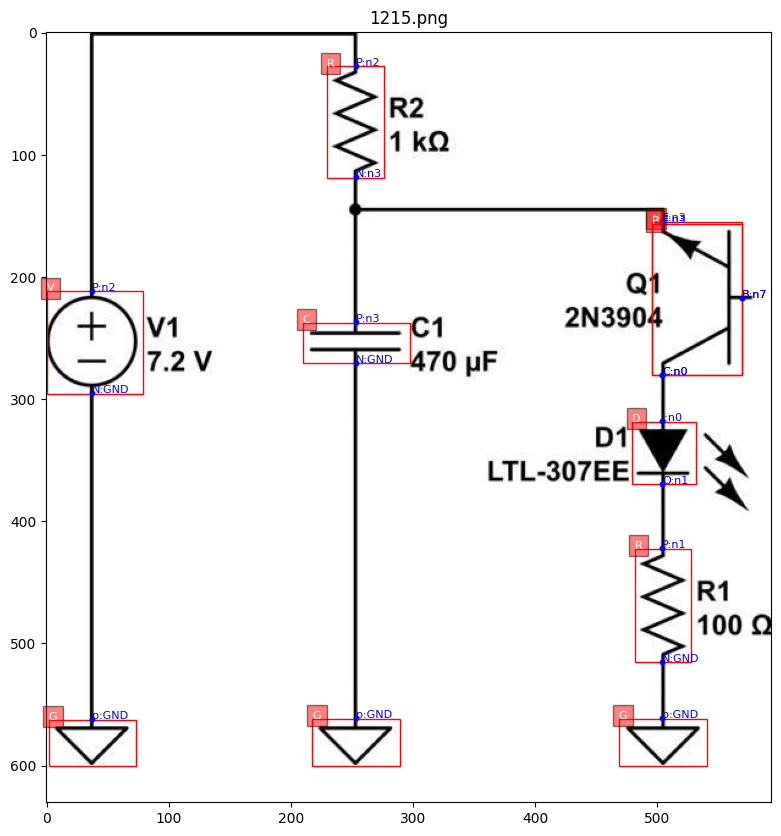 1215.png
0
R
P:n2
R2
1 kΩ
100
N:n3
200
Q1
2N3904
B:n7
V
P:n2
V1
7.2 V
C
P:n3
C1
470 µF
N:GND
300
N:GND
C:n0
D
:n0
D1
LTL-307EE
O:n1
400
R
P:n1
R1
100 Ω
500
N:GND
G
p:GND
G
p:GND
G
p:GND
600
0
100
200
300
400
500